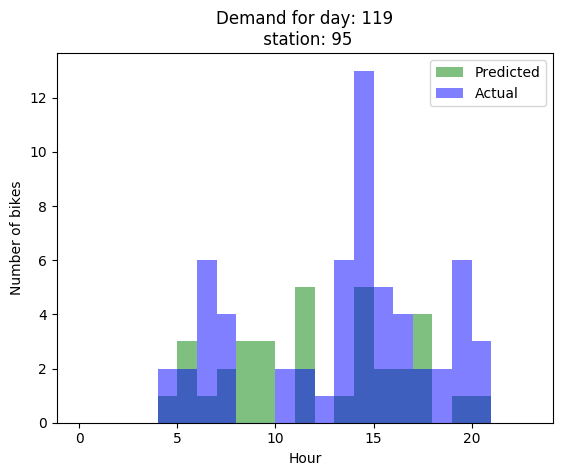 Demand for day: 119
station: 95
Predicted
Actual
Number of bikes
12
10
8
6
4
2
0
0
5
10
15
20
Hour